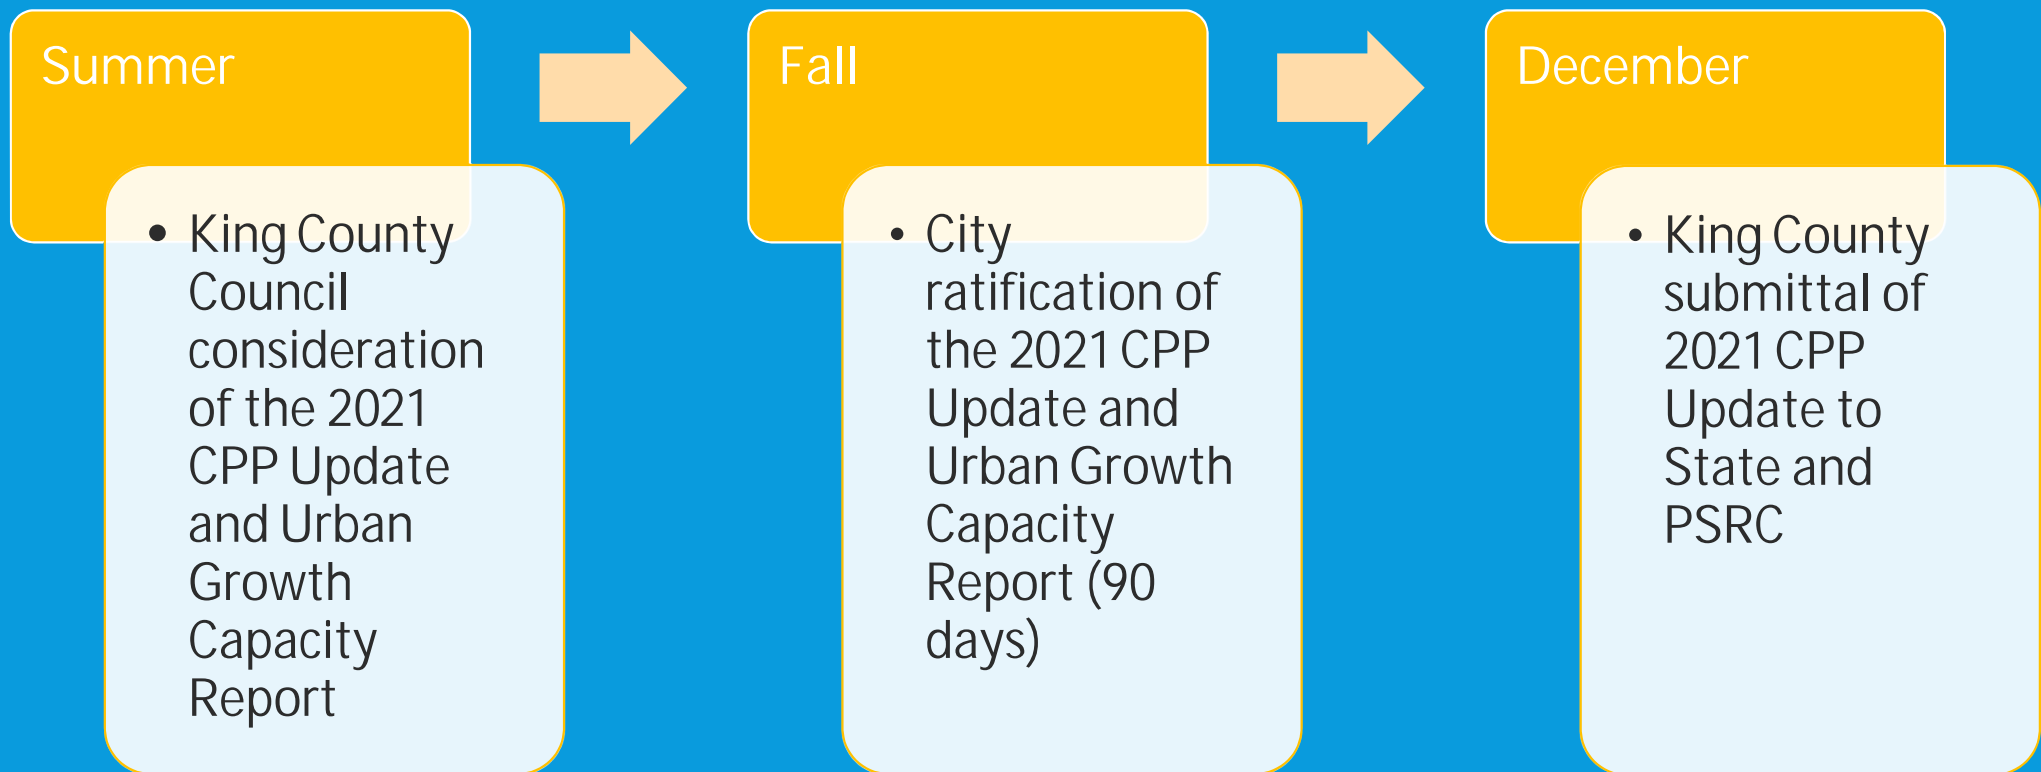 Summer
• King County
Council
consideration
of the 2021
CPP Update
and Urban
Growth
Capacity
Report
Fall
• City
ratification of
the 2021 CPP
Update and
Urban Growth
Capacity
Report (90
days)
December
• King County
submittal of
2021 CPP
Update to
State and
PSRC